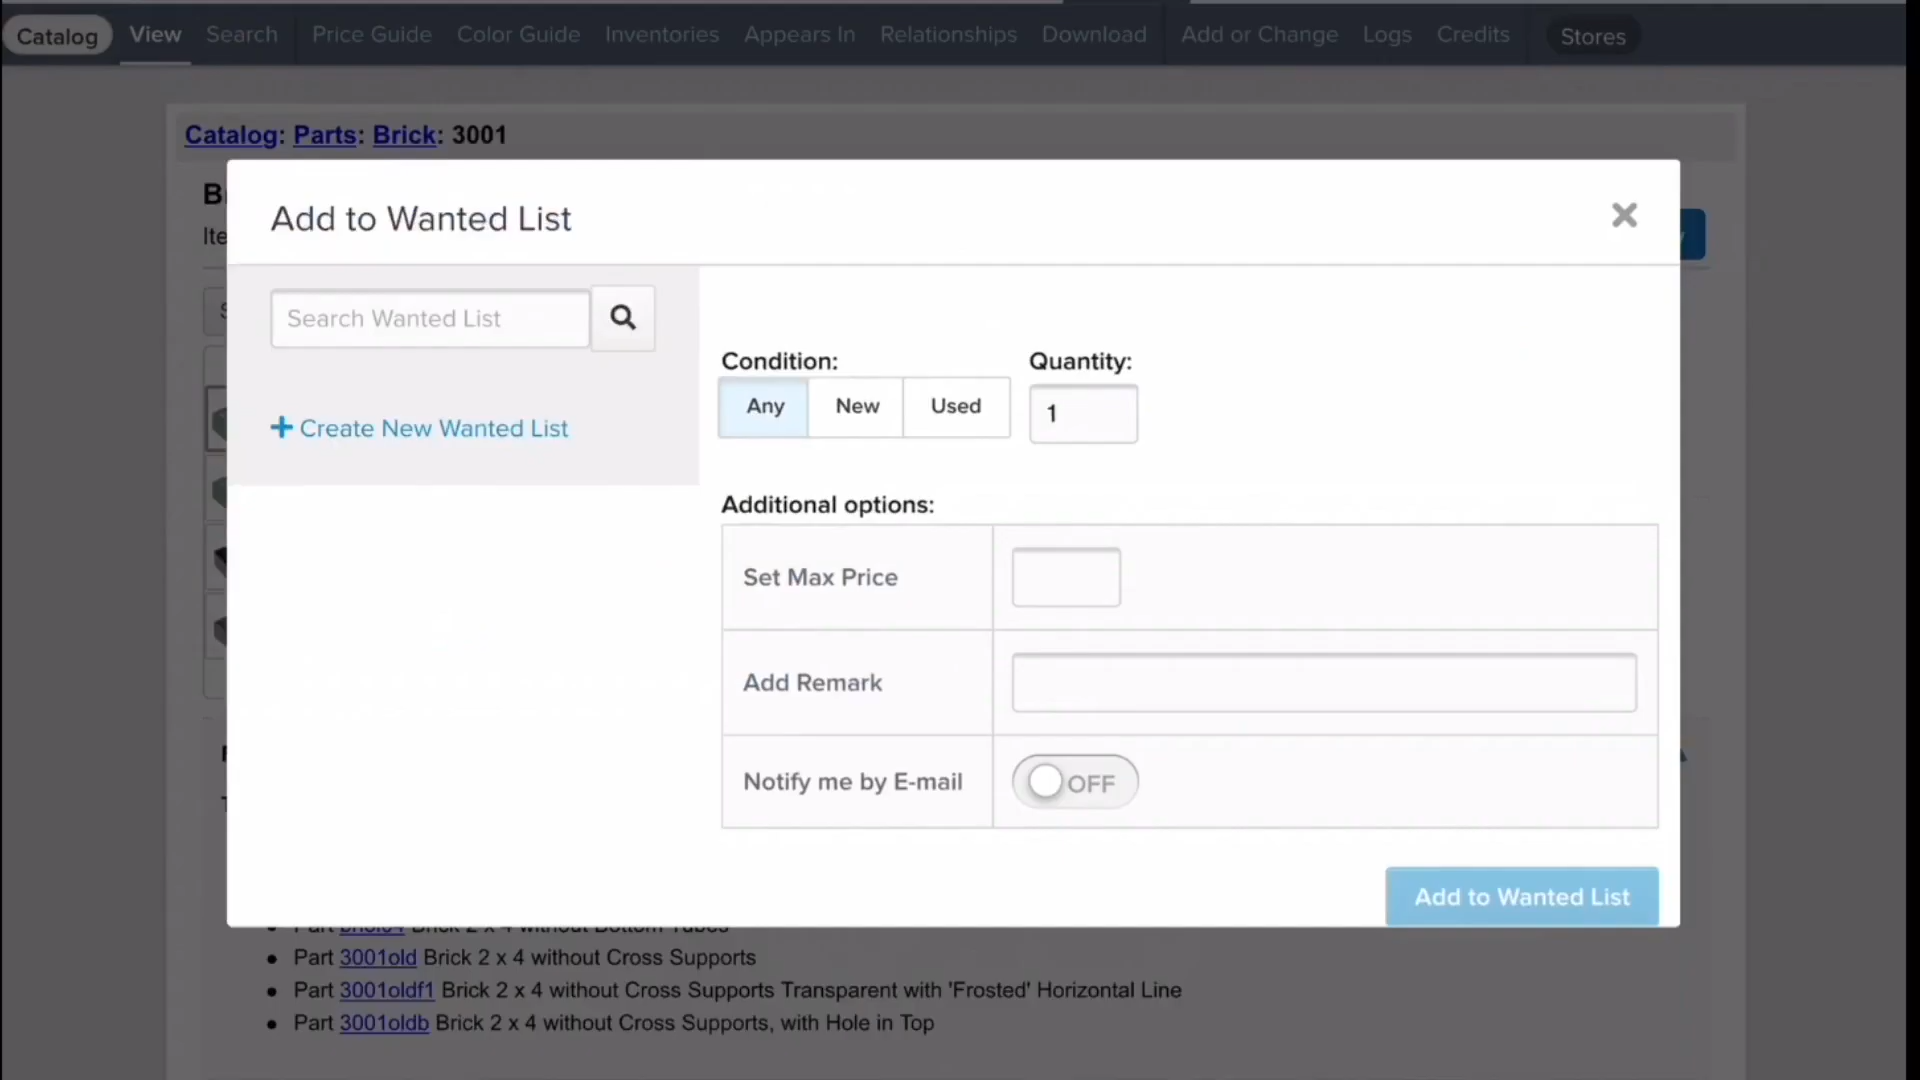 Catalog View Search Price Guide Color Guide Inventories Appears In Relationships Download Add or Change Logs Credits Stores
Catalog: Parts: Brick: 3001
Add to Wanted List
Search Wanted List
Create New Wanted List
Condition: Quantity:
Any New Used 1
Additional options:
Set Max Price
Add Remark
Notify me by E-mail OFF
Add to Wanted List
Part 3001old Brick 2 x 4 without Cross Supports
Part 3001oldf1 Brick 2 x 4 without Cross Supports Transparent with 'Frosted' Horizontal Line
Part 3001oldb Brick 2 x 4 without Cross Supports, with Hole in Top